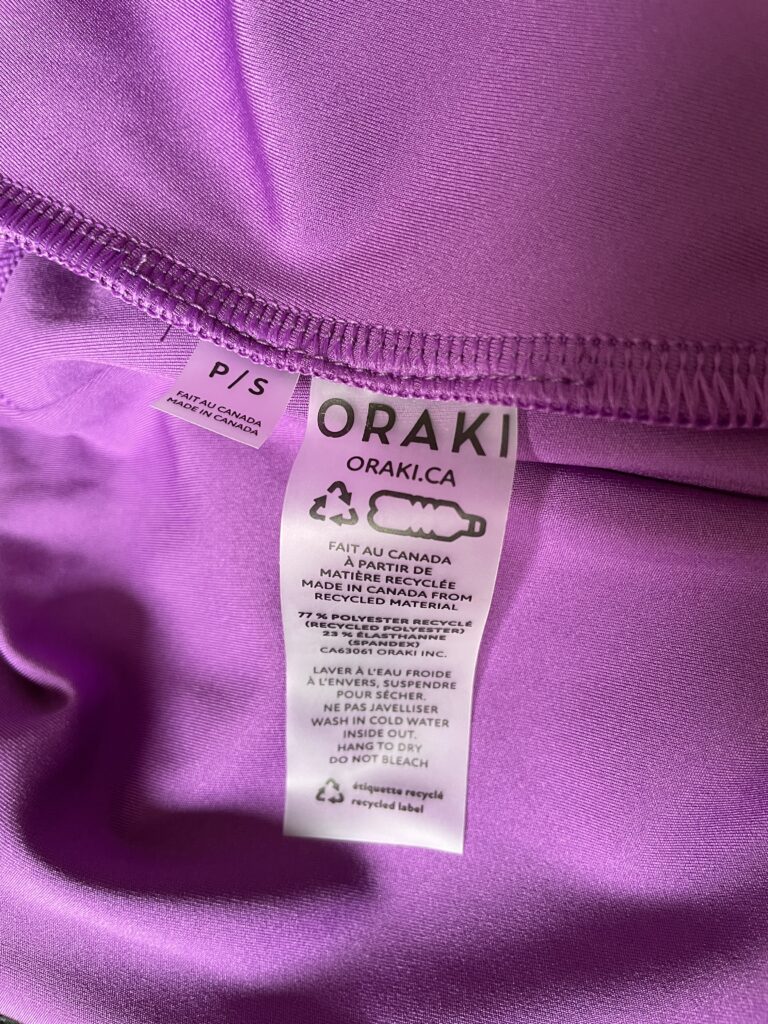 P / S
FAIT AU CANADA
MADE IN CANADA
ORAKI
ORAKI.CA
FAIT AU CANADA
À PARTIR DE
MATIÈRE RECYCLÉE
MADE IN CANADA FROM
RECYCLED MATERIAL
77 % POLYESTER RECYCLÉ
(RECYCLED POLYESTER)
23 % ÉLASTHANNE
(SPANDEX)
CA63061 ORAKI INC.
LAVER À L'EAU FROIDE
À L'ENVERS, SUSPENDRE
POUR SÉCHER.
NE PAS JAVELLISER
WASH IN COLD WATER
INSIDE OUT.
HANG TO DRY
DO NOT BLEACH
étiquette recyclé
recycled label